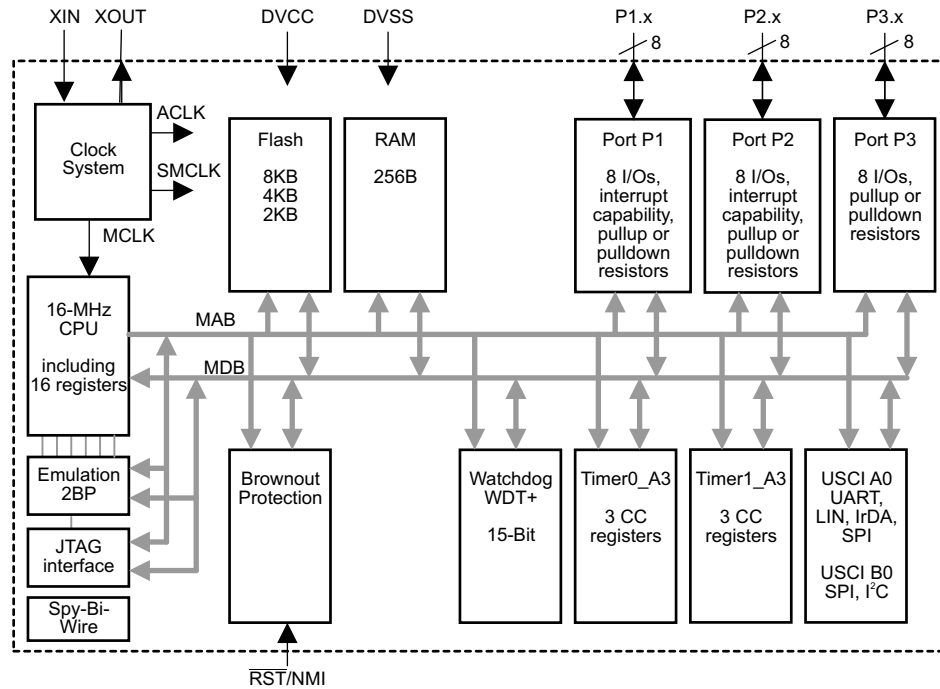 XIN XOUT DVCC DVSS P1.x P2.x P3.x
8 8 8
ACLK
SMCLK
MCLK
Clock
System
Flash
8KB
4KB
2KB
RAM
256B
Port P1
8 I/Os,
interrupt
capability,
pullup or
pulldown
resistors
Port P2
8 I/Os,
interrupt
capability,
pullup or
pulldown
resistors
Port P3
8 I/Os,
pullup or
pulldown
resistors
16-MHz
CPU
including
16 registers
MAB
MDB
Emulation
2BP
JTAG
interface
Spy-Bi-
Wire
Brownout
Protection
Watchdog
WDT+
15-Bit
Timer0_A3
3 CC
registers
Timer1_A3
3 CC
registers
USCI A0
UART,
LIN, IrDA,
SPI
USCI B0
SPI, I²C
RST/NMI